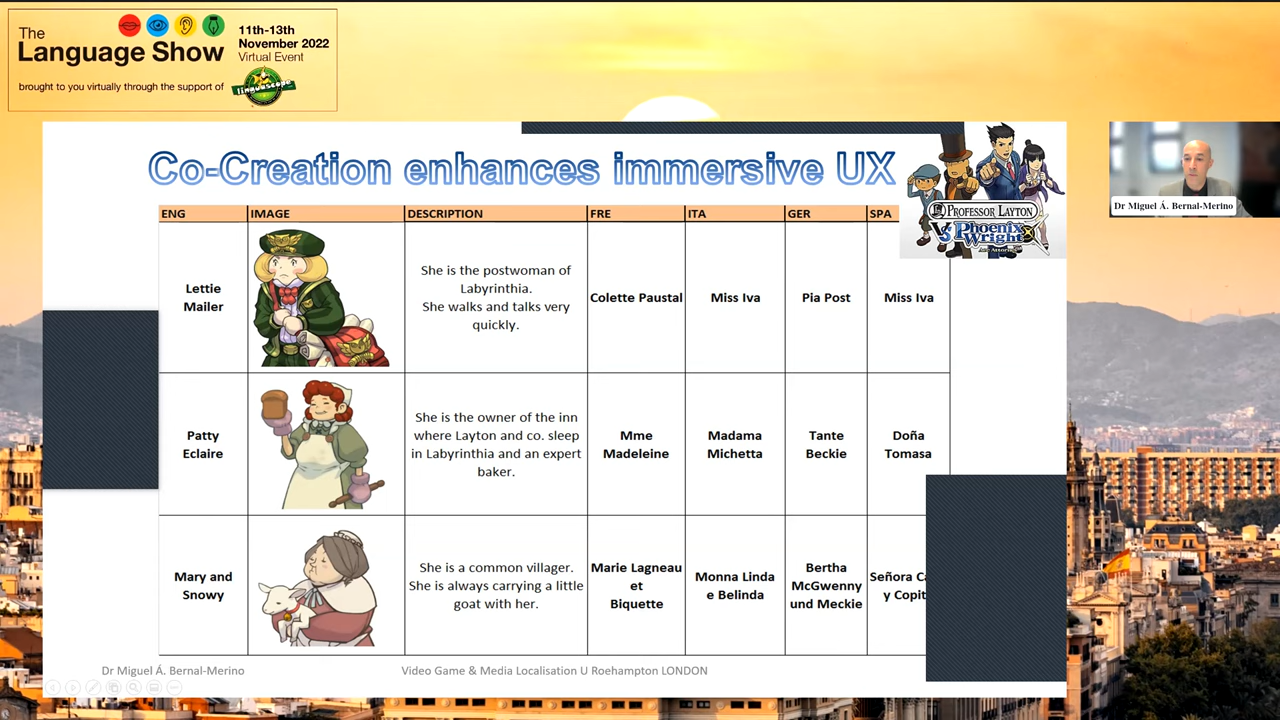 The
Language Show
11th-13th
November 2022
Virtual Event
brought to you virtually through the support of
linguascope
Co-Creation enhances immersive UX
PROFESSOR LAYTON
VS Phoenix
Wright
Dr Miguel Á. Bernal-Merino
ENG IMAGE DESCRIPTION FRE ITA GER SPA
Lettie
Mailer
She is the postwoman of
Labyrinthia.
She walks and talks very
quickly.
Colette Paustal
Miss Iva
Pia Post
Miss Iva
Patty
Eclaire
She is the owner of the inn
where Layton and co. sleep
in Labyrinthia and an expert
baker.
Mme
Madeleine
Madama
Michetta
Tante
Beckie
Doña
Tomasa
Mary and
Snowy
She is a common villager.
She is always carrying a little
goat with her.
Marie Lagneau
et
Biquette
Monna Linda
e Belinda
Bertha
McGwenny
und Meckie
Señora
y
Dr Miguel Á. Bernal-Merino
Video Game & Media Localisation U Roehampton LONDON